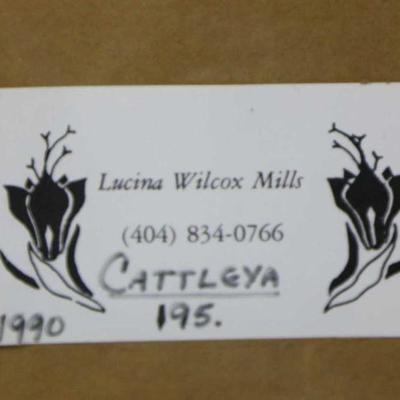 Lucina Wilcox Mills
(404) 834-0766
CATTLEYA
1990 195.